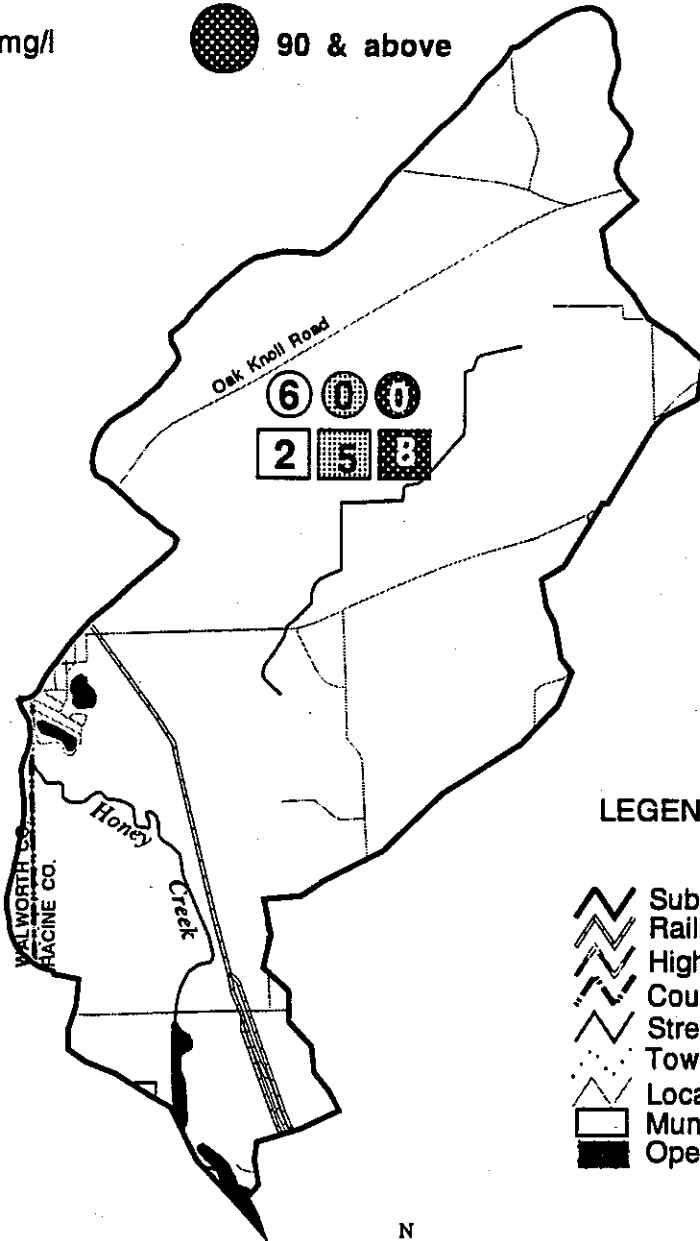 mg/l
90 & above
Oak Knoll Road
6 0 0
2 5 8
Honey
Creek
WALWORTH CO.
RACINE CO.
LEGEN
Sub
Rail
High
Cou
Stre
Tow
Loca
Mun
Ope
N